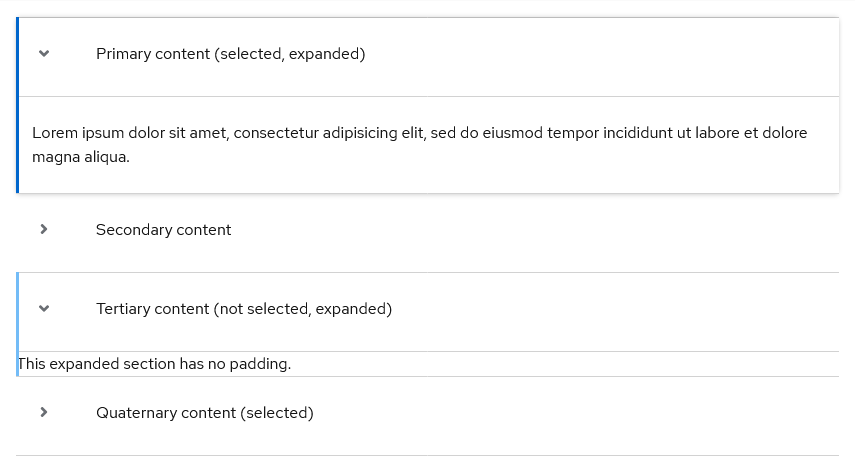 Primary content (selected, expanded)
Lorem ipsum dolor sit amet, consectetur adipisicing elit, sed do eiusmod tempor incididunt ut labore et dolore
magna aliqua.
Secondary content
Tertiary content (not selected, expanded)
This expanded section has no padding.
Quaternary content (selected)